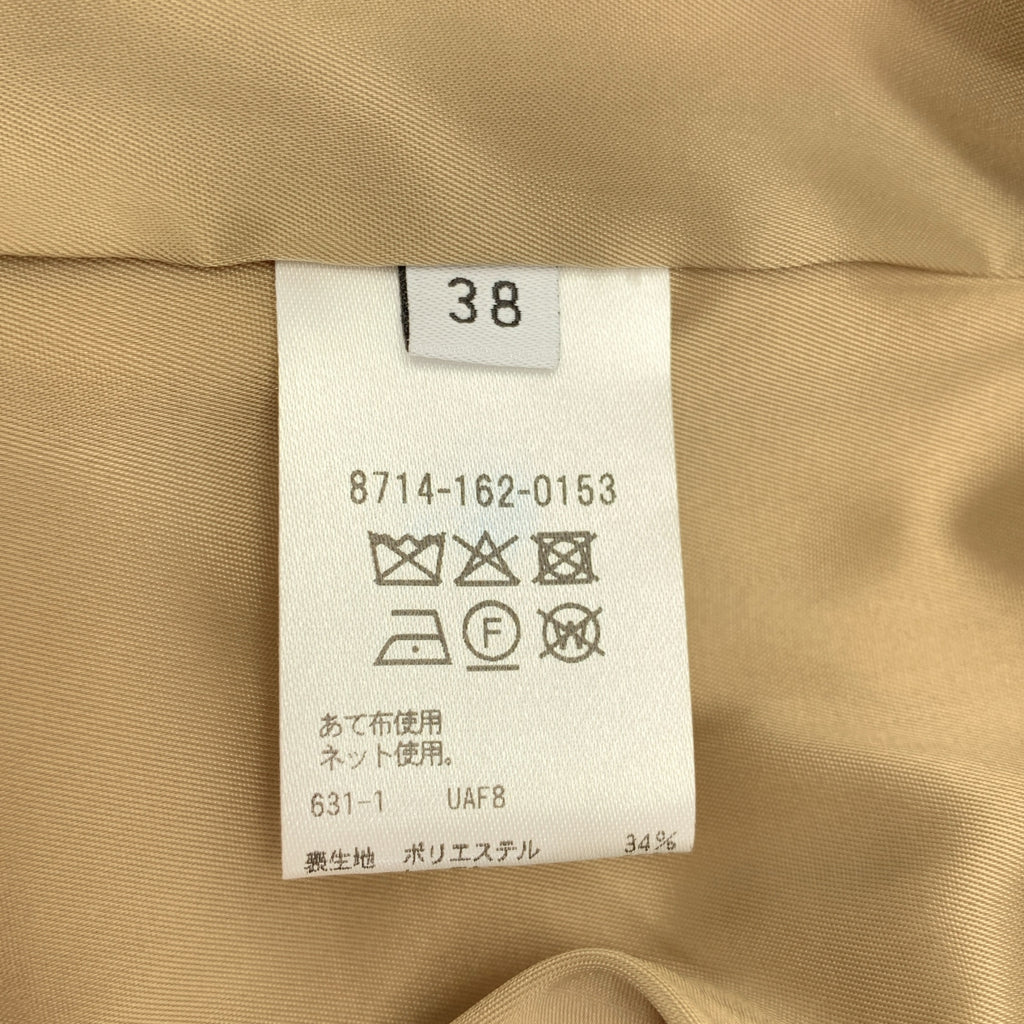 38
8714-162-0153
F W
あて布使用
ネット使用。
631-1 UAF8
表生地 ポリエステル 34%